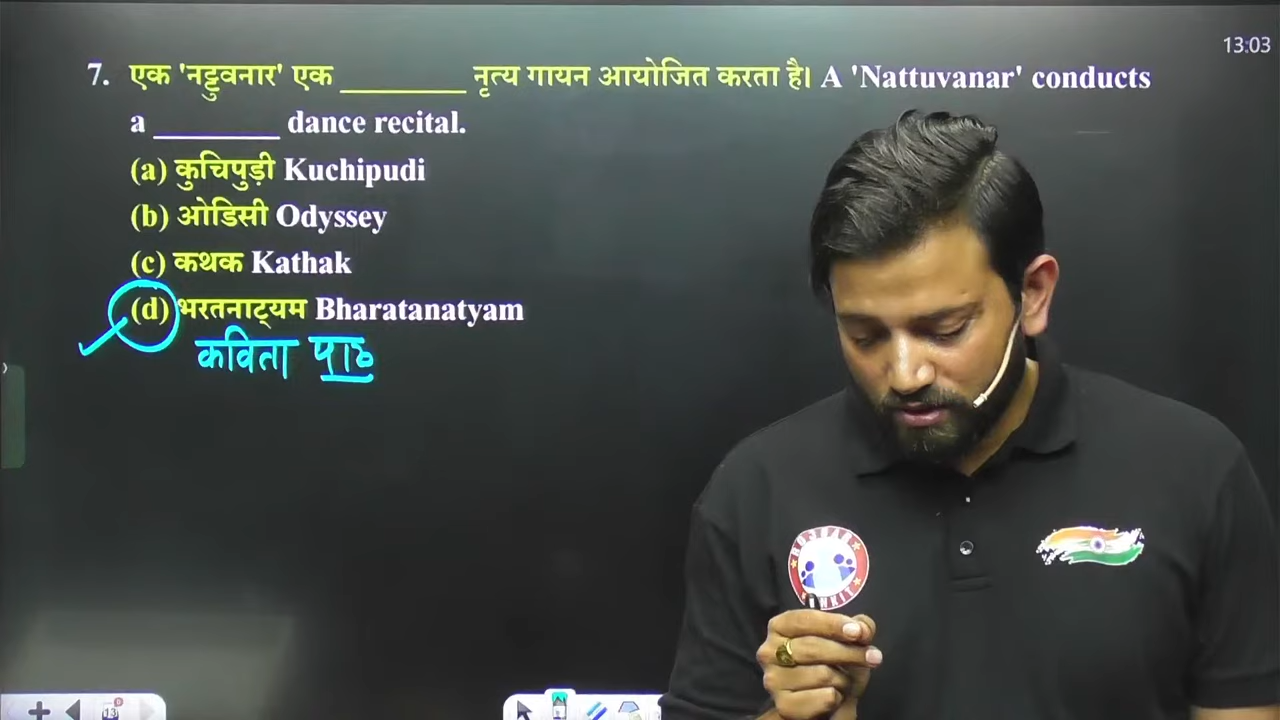 13:03
7. एक 'नट्टुवनार' एक ________ नृत्य गायन आयोजित करता है। A 'Nattuvanar' conducts
a ________ dance recital.
(a) कुचिपुड़ी Kuchipudi
(b) ओडिसी Odyssey
(c) कथक Kathak
(d) भरतनाट्यम Bharatanatyam
कविता पाठ
13